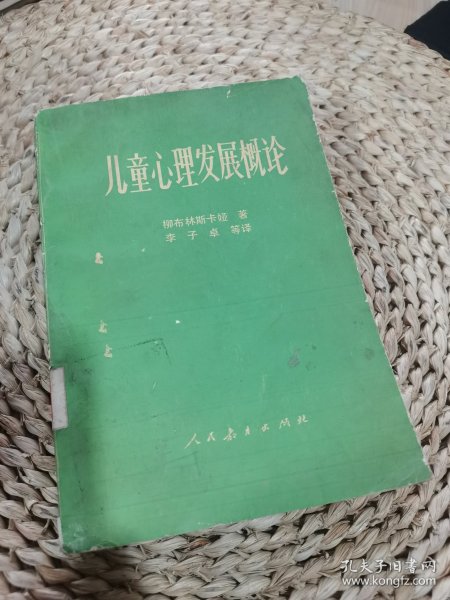 儿童心理发展概论
柳布林斯卡娅 著
李子卓 等译
人民教育出版社
孔夫子旧书网
www.kongfz.com